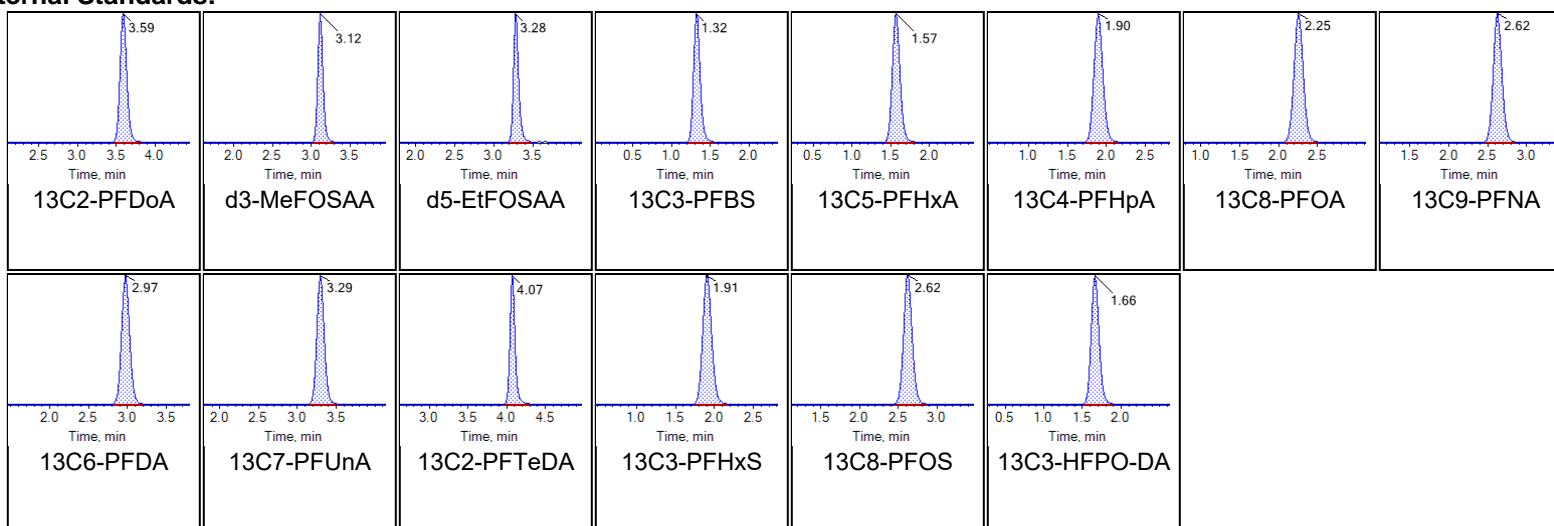 ternal Standards:
3.59 3.12 3.28 1.32 1.57 1.90 2.25 2.62
2.5 3.0 3.5 4.0 2.0 2.5 3.0 3.5 2.0 2.5 3.0 3.5 0.5 1.0 1.5 2.0 0.5 1.0 1.5 2.0 1.0 1.5 2.0 2.5 1.0 1.5 2.0 2.5 1.5 2.0 2.5 3.0
Time, min Time, min Time, min Time, min Time, min Time, min Time, min Time, min
13C2-PFDoA d3-MeFOSAA d5-EtFOSAA 13C3-PFBS 13C5-PFHxA 13C4-PFHpA 13C8-PFOA 13C9-PFNA
2.97 3.29 4.07 1.91 2.62 1.66
2.0 2.5 3.0 3.5 2.0 2.5 3.0 3.5 3.0 3.5 4.0 4.5 1.0 1.5 2.0 2.5 1.5 2.0 2.5 3.0 0.5 1.0 1.5 2.0
Time, min Time, min Time, min Time, min Time, min Time, min
13C6-PFDA 13C7-PFUnA 13C2-PFTeDA 13C3-PFHxS 13C8-PFOS 13C3-HFPO-DA